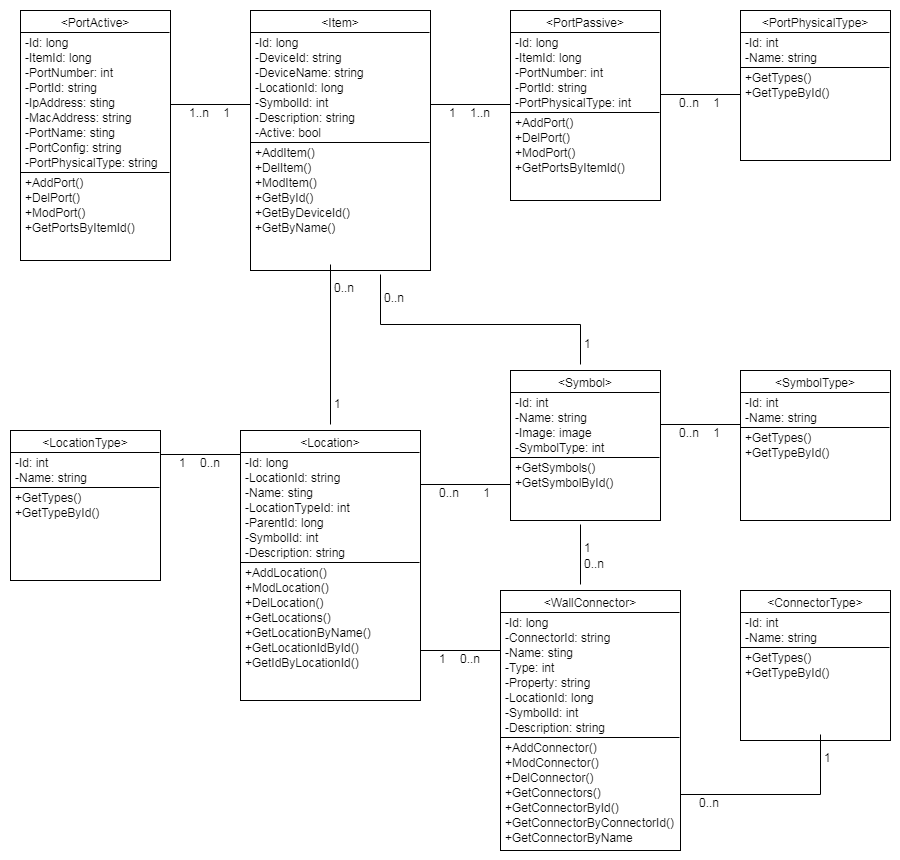 <PortActive>
-Id: long
-ItemId: long
-PortNumber: int
-PortId: string
-IpAddress: sting
-MacAddress: string
-PortName: sting
-PortConfig: string
-PortPhysicalType: string
+AddPort()
+DelPort()
+ModPort()
+GetPortsByItemId()
1..n 1
<Item>
-Id: long
-DeviceId: string
-DeviceName: string
-LocationId: long
-SymbolId: int
-Description: string
-Active: bool
+AddItem()
+DelItem()
+ModItem()
+GetById()
+GetByDeviceId()
+GetByName()
1 1..n
<PortPassive>
-Id: long
-ItemId: long
-PortNumber: int
-PortId: string
-PortPhysicalType: int
+AddPort()
+DelPort()
+ModPort()
+GetPortsByItemId()
0..n 1
<PortPhysicalType>
-Id: int
-Name: string
+GetTypes()
+GetTypeById()
0..n
0..n
1
1
<Symbol>
-Id: int
-Name: string
-Image: image
-SymbolType: int
+GetSymbols()
+GetSymbolById()
0..n 1
<SymbolType>
-Id: int
-Name: string
+GetTypes()
+GetTypeById()
<LocationType>
-Id: int
-Name: string
+GetTypes()
+GetTypeById()
1 0..n
<Location>
-Id: long
-LocationId: string
-Name: sting
-LocationTypeId: int
-ParentId: long
-SymbolId: int
-Description: string
+AddLocation()
+ModLocation()
+DelLocation()
+GetLocations()
+GetLocationByName()
+GetLocationIdById()
+GetIdByLocationId()
0..n 1
1
0..n
1 0..n
<WallConnector>
-Id: long
-ConnectorId: string
-Name: sting
-Type: int
-Property: string
-LocationId: long
-SymbolId: int
-Description: string
+AddConnector()
+ModConnector()
+DelConnector()
+GetConnectors()
+GetConnectorById()
+GetConnectorByConnectorId()
+GetConnectorByName
<ConnectorType>
-Id: int
-Name: string
+GetTypes()
+GetTypeById()
1
0..n